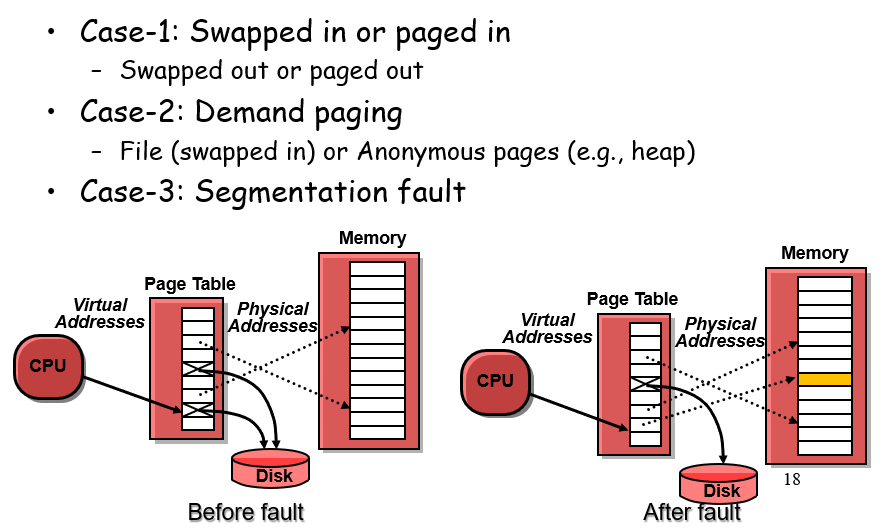 • Case-1: Swapped in or paged in
– Swapped out or paged out
• Case-2: Demand paging
– File (swapped in) or Anonymous pages (e.g., heap)
• Case-3: Segmentation fault
Memory
Page Table
Virtual
Addresses
Physical
Addresses
CPU
Disk
Before fault
Memory
Page Table
Virtual
Addresses
Physical
Addresses
CPU
Disk
18
After fault